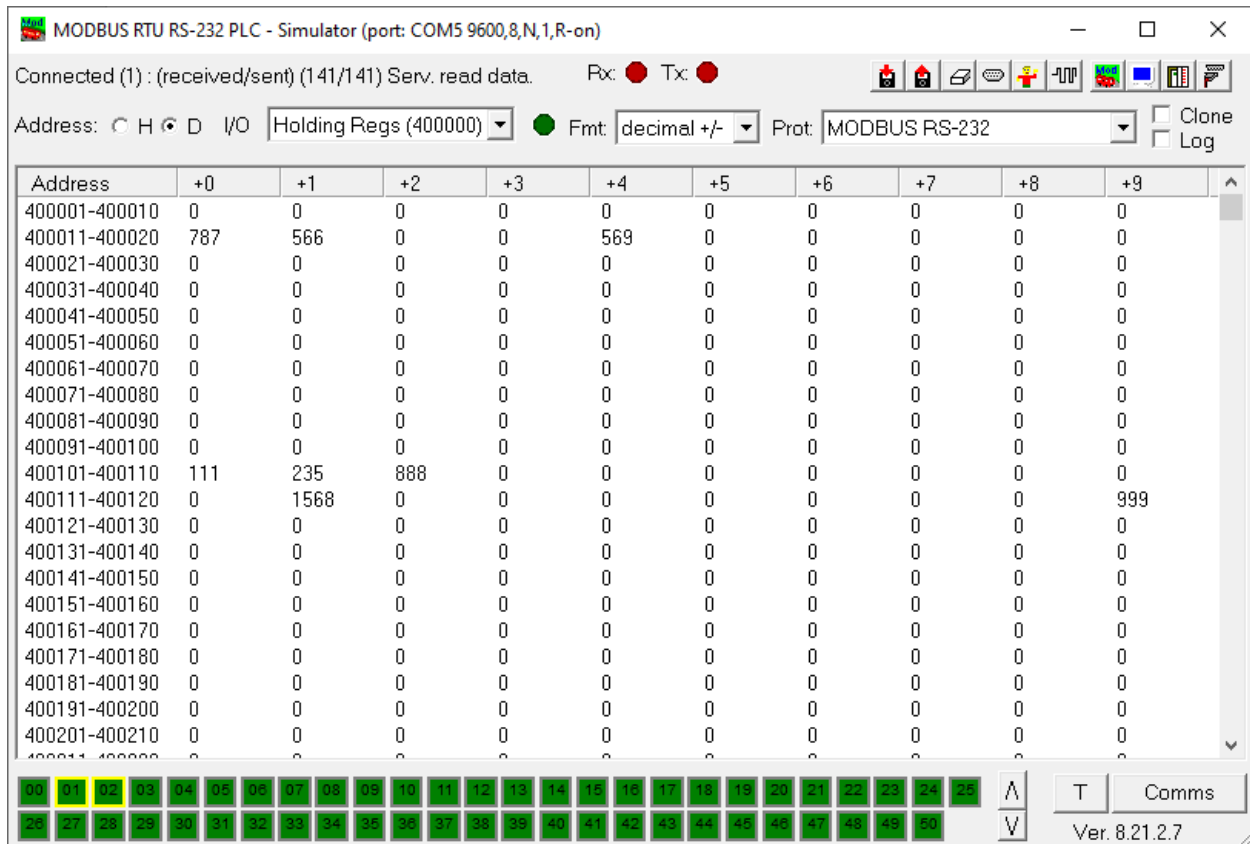 MODBUS RTU RS-232 PLC - Simulator (port: COM5 9600,8,N,1,R-on)
Connected (1) : (received/sent) (141/141) Serv. read data. Rx: Tx:
Address: H D I/O Holding Regs (400000) Fmt: decimal +/- Prot: MODBUS RS-232 Clone
Log
Address +0 +1 +2 +3 +4 +5 +6 +7 +8 +9
400001-400010 0 0 0 0 0 0 0 0 0 0
400011-400020 787 566 0 0 569 0 0 0 0 0
400021-400030 0 0 0 0 0 0 0 0 0 0
400031-400040 0 0 0 0 0 0 0 0 0 0
400041-400050 0 0 0 0 0 0 0 0 0 0
400051-400060 0 0 0 0 0 0 0 0 0 0
400061-400070 0 0 0 0 0 0 0 0 0 0
400071-400080 0 0 0 0 0 0 0 0 0 0
400081-400090 0 0 0 0 0 0 0 0 0 0
400091-400100 0 0 0 0 0 0 0 0 0 0
400101-400110 111 235 888 0 0 0 0 0 0 0
400111-400120 0 1568 0 0 0 0 0 0 0 999
400121-400130 0 0 0 0 0 0 0 0 0 0
400131-400140 0 0 0 0 0 0 0 0 0 0
400141-400150 0 0 0 0 0 0 0 0 0 0
400151-400160 0 0 0 0 0 0 0 0 0 0
400161-400170 0 0 0 0 0 0 0 0 0 0
400171-400180 0 0 0 0 0 0 0 0 0 0
400181-400190 0 0 0 0 0 0 0 0 0 0
400191-400200 0 0 0 0 0 0 0 0 0 0
400201-400210 0 0 0 0 0 0 0 0 0 0
00 01 02 03 04 05 06 07 08 09 10 11 12 13 14 15 16 17 18 19 20 21 22 23 24 25 T Comms
26 27 28 29 30 31 32 33 34 35 36 37 38 39 40 41 42 43 44 45 46 47 48 49 50 Ver. 8.21.2.7